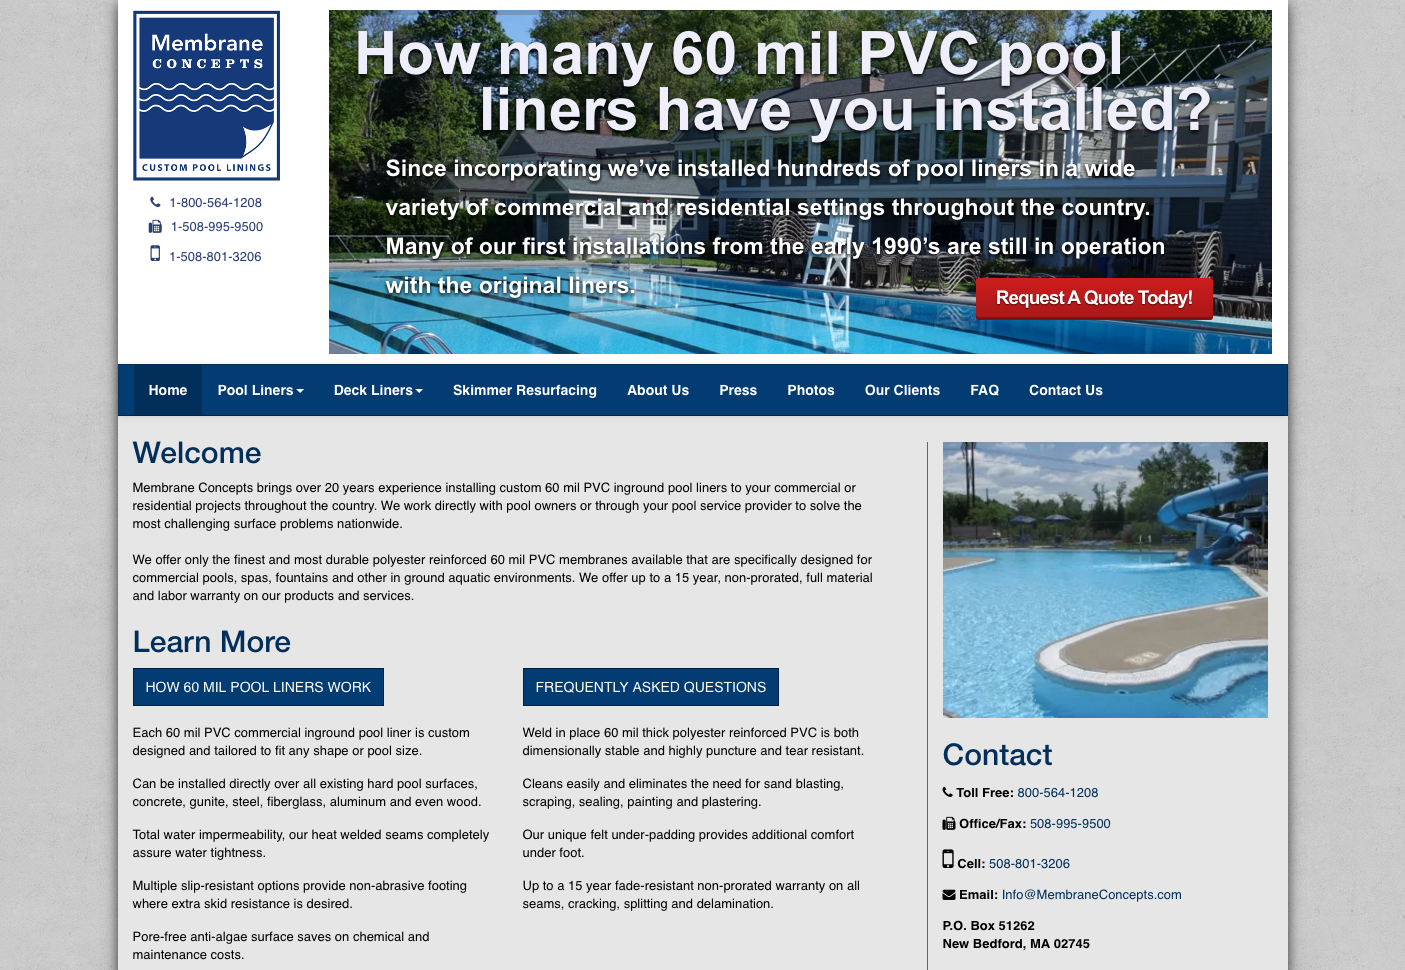 Membrane
CONCEPTS
CUSTOM POOL LININGS
1-800-564-1208
1-508-995-9500
1-508-801-3206
How many 60 mil PVC pool
liners have you installed?
Since incorporating we've installed hundreds of pool liners in a wide
variety of commercial and residential settings throughout the country.
Many of our first installations from the early 1990's are still in operation
with the original liners.
Request A Quote Today!
Home Pool Liners Deck Liners Skimmer Resurfacing About Us Press Photos Our Clients FAQ Contact Us
Welcome
Membrane Concepts brings over 20 years experience installing custom 60 mil PVC inground pool liners to your commercial or
residential projects throughout the country. We work directly with pool owners or through your pool service provider to solve the
most challenging surface problems nationwide.
We offer only the finest and most durable polyester reinforced 60 mil PVC membranes available that are specifically designed for
commercial pools, spas, fountains and other in ground aquatic environments. We offer up to a 15 year, non-prorated, full material
and labor warranty on our products and services.
Learn More
HOW 60 MIL POOL LINERS WORK
Each 60 mil PVC commercial inground pool liner is custom
designed and tailored to fit any shape or pool size.
Can be installed directly over all existing hard pool surfaces,
concrete, gunite, steel, fiberglass, aluminum and even wood.
Total water impermeability, our heat welded seams completely
assure water tightness.
Multiple slip-resistant options provide non-abrasive footing
where extra skid resistance is desired.
Pore-free anti-algae surface saves on chemical and
maintenance costs.
FREQUENTLY ASKED QUESTIONS
Weld in place 60 mil thick polyester reinforced PVC is both
dimensionally stable and highly puncture and tear resistant.
Cleans easily and eliminates the need for sand blasting,
scraping, sealing, painting and plastering.
Our unique felt under-padding provides additional comfort
under foot.
Up to a 15 year fade-resistant non-prorated warranty on all
seams, cracking, splitting and delamination.
Contact
Toll Free: 800-564-1208
Office/Fax: 508-995-9500
Cell: 508-801-3206
Email: Info@MembraneConcepts.com
P.O. Box 51262
New Bedford, MA 02745